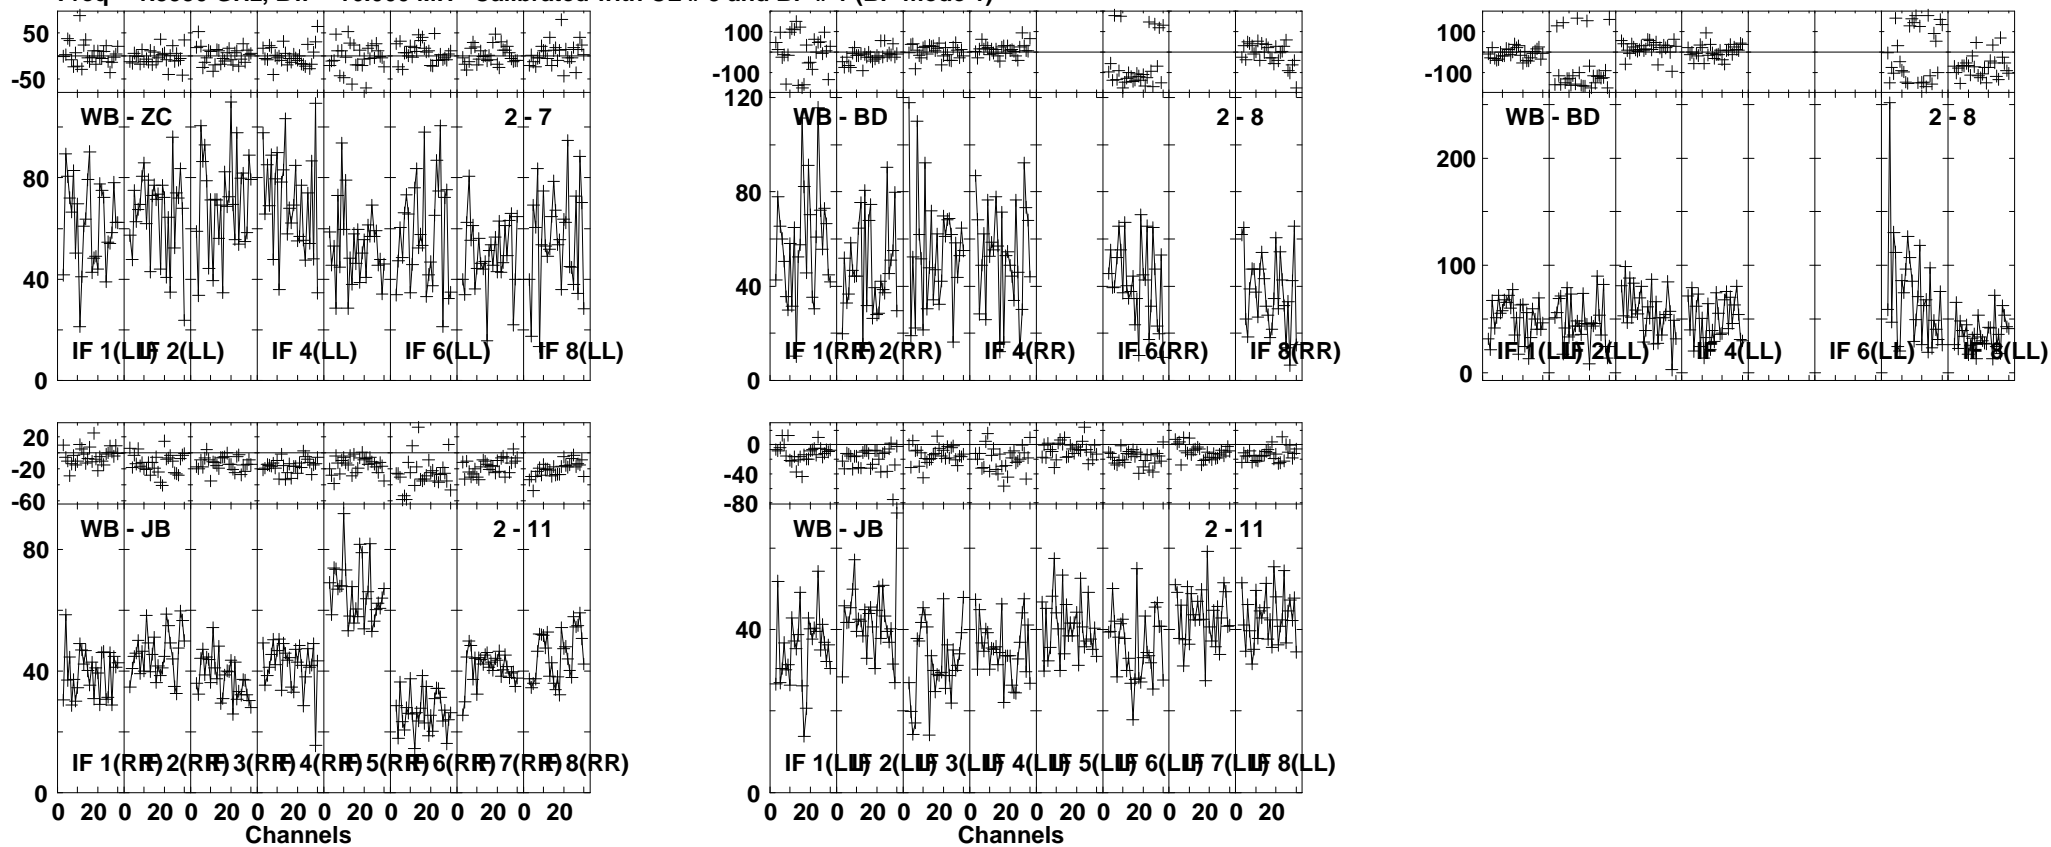 50
-50
WB - ZC 2 - 7
80
40
0
IF 1(LL) IF 2(LL) IF 4(LL) IF 6(LL) IF 8(LL)
100
-100
120
WB - BD 2 - 8
80
40
0
IF 1(RR) IF 2(RR) IF 4(RR) IF 6(RR) IF 8(RR)
100
-100
WB - BD 2 - 8
200
100
0
IF 1(LL) IF 2(LL) IF 4(LL) IF 6(LL) IF 8(LL)
20
-20
-60
WB - JB 2 - 11
80
40
0
IF 1(RR) IF 2(RR) IF 3(RR) IF 4(RR) IF 5(RR) IF 6(RR) IF 7(RR) IF 8(RR)
0 20 0 20 0 20 0 20 0 20 0 20 0 20 0 20
Channels
0
-40
-80
WB - JB 2 - 11
40
0
IF 1(LL) IF 2(LL) IF 3(LL) IF 4(LL) IF 5(LL) IF 6(LL) IF 7(LL) IF 8(LL)
0 20 0 20 0 20 0 20 0 20 0 20 0 20 0 20
Channels